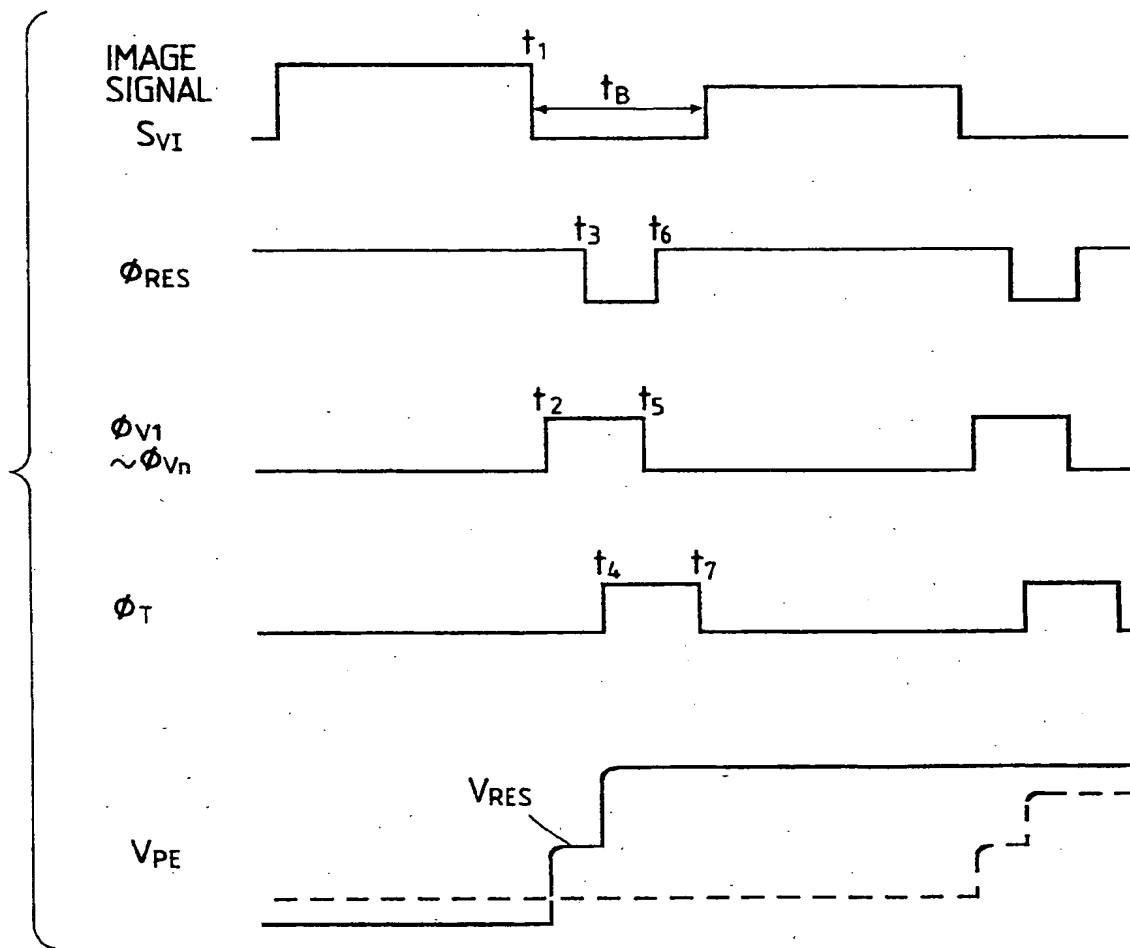 IMAGE
SIGNAL
SVI
t1
tB
ϕRES
t3
t6
ϕV1
~ϕVn
t2
t5
ϕT
t4
t7
VPE
VRES